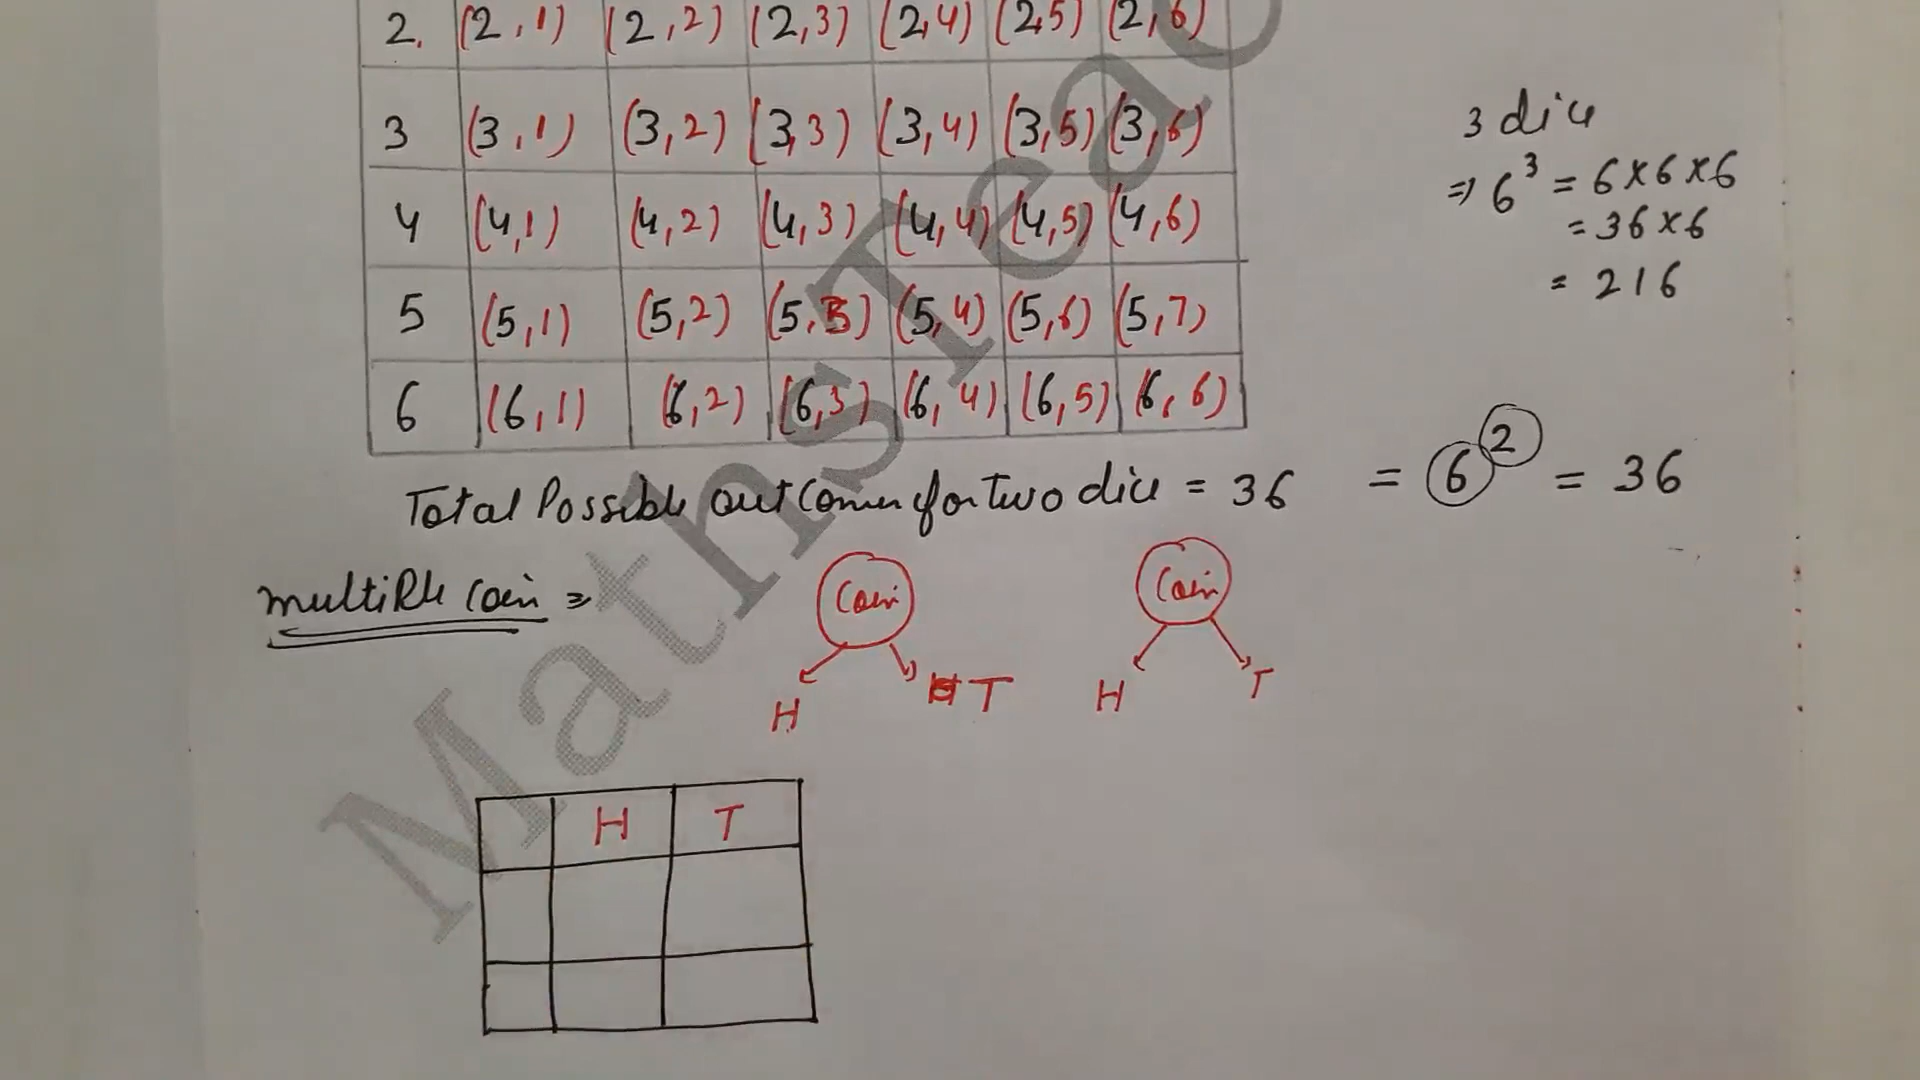 2. (2,1) (2,2) (2,3) (2,4) (2,5) (2,6)
3 (3,1) (3,2) (3,3) (3,4) (3,5) (3,6)
4 (4,1) (4,2) (4,3) (4,4) (4,5) (4,6)
5 (5,1) (5,2) (5,3) (5,4) (5,6) (5,7)
6 (6,1) (6,2) (6,3) (6,4) (6,5) (6,6)
3 dice
⇒ 6³ = 6×6×6
= 36×6
= 216
Total Possible outcomes for two dice = 36 = 6² = 36
multiple coin ⇒
Coin Coin
H T H T
H T
MathsTeac